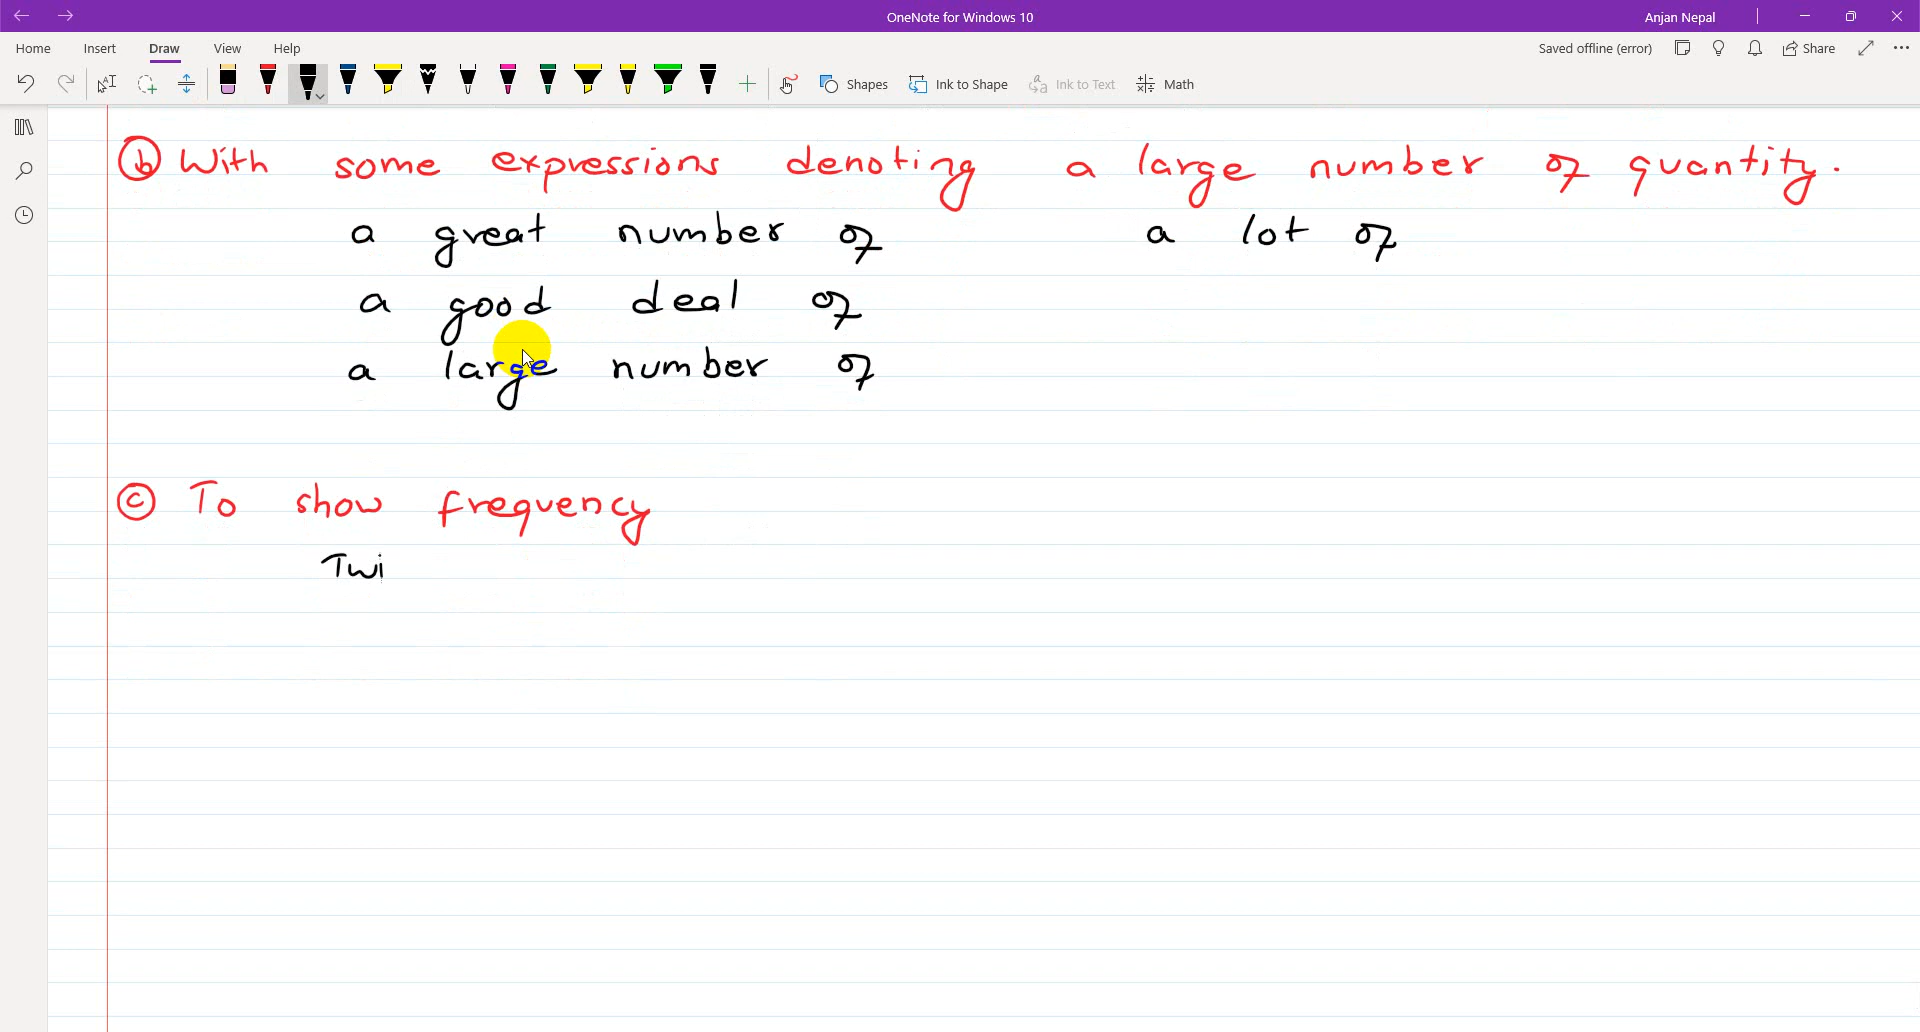 OneNote for Windows 10
Anjan Nepal
Home Insert Draw View Help
Saved offline (error) Share
Shapes Ink to Shape Ink to Text Math
(b) With some expressions denoting a large number of quantity.
a great number of a lot of
a good deal of
a large number of
(c) To show frequency
Twi